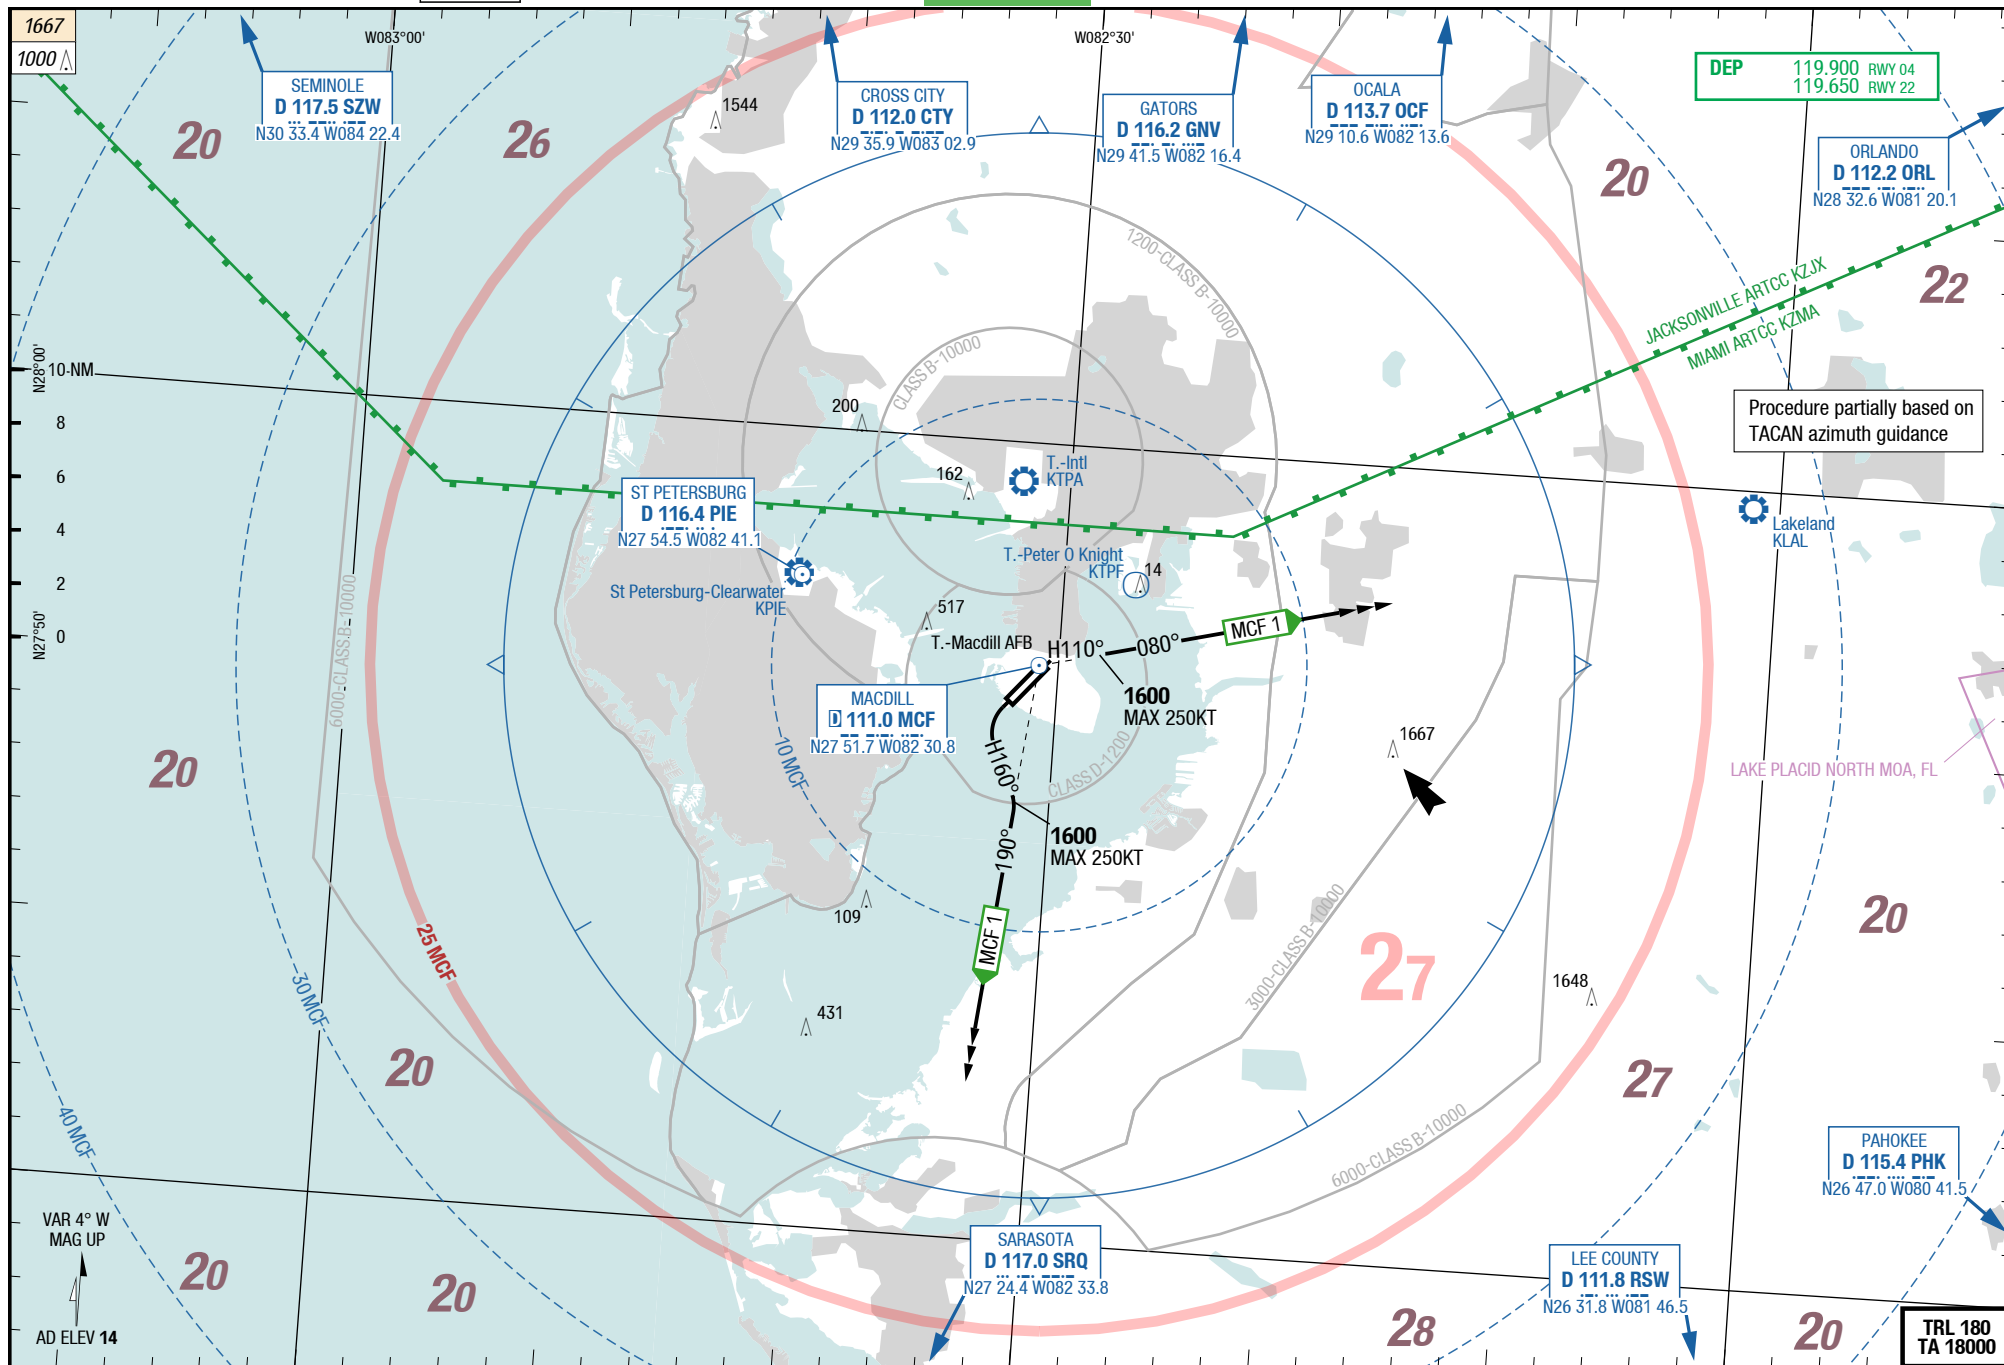 1667
1000
W083°00'
W082°30'
SEMINOLE
D 117.5 SZW
N30 33.4 W084 22.4
20
26
1544
CROSS CITY
D 112.0 CTY
N29 35.9 W083 02.9
GATORS
D 116.2 GNV
N29 41.5 W082 16.4
OCALA
D 113.7 OCF
N29 10.6 W082 13.6
DEP 119.900 RWY 04
119.650 RWY 22
20
ORLANDO
D 112.2 ORL
N28 32.6 W081 20.1
1200-CLASS B-10000
22
JACKSONVILLE ARTCC KZJX
MIAMI ARTCC KZMA
N28°00'
10-NM
8
6
4
2
0
N27°50'
CLASS B-10000
200
162
T.-Intl
KTPA
Procedure partially based on
TACAN azimuth guidance
ST PETERSBURG
D 116.4 PIE
N27 54.5 W082 41.1
Lakeland
KLAL
T.-Peter O Knight
KTPF
14
St Petersburg-Clearwater
KPIE
517
6000-CLASS B-10000
T.-Macdill AFB
H110°
080°
MCF 1
MACDILL
D 111.0 MCF
N27 51.7 W082 30.8
1600
MAX 250KT
10 MCF
H160°
CLASS D-1200
1667
LAKE PLACID NORTH MOA, FL
20
1600
MAX 250KT
190°
109
MCF 1
25 MCF
30 MCF
3000-CLASS B-10000
27
20
1648
431
20
27
40 MCF
6000-CLASS B-10000
PAHOKEE
D 115.4 PHK
N26 47.0 W080 41.5
VAR 4° W
MAG UP
SARASOTA
D 117.0 SRQ
N27 24.4 W082 33.8
LEE COUNTY
D 111.8 RSW
N26 31.8 W081 46.5
20
20
28
20
AD ELEV 14
TRL 180
TA 18000